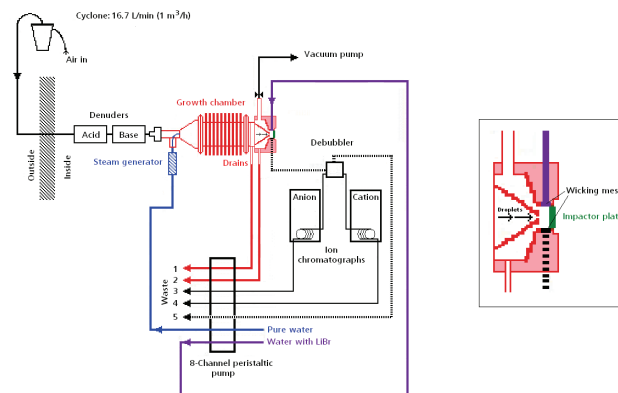 Cyclone: 16.7 L/min (1 m³/h)
Air in
Vacuum pump
Growth chamber
Denuders
Acid
Base
Debubbler
Drains
Steam generator
Outside
Inside
Anion
Cation
Ion
chromatographs
Waste
1
2
3
4
5
Pure water
Water with LiBr
8-Channel peristaltic
pump
Droplets
Wicking mes
Impactor plat